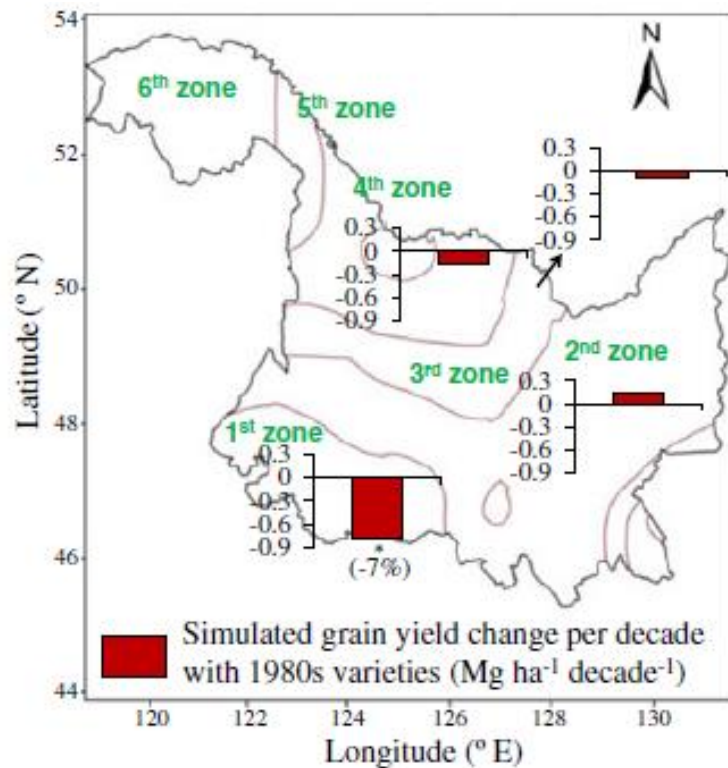 54
N
6th zone
5th zone
0.3
0
-0.3
-0.6
-0.9
52
4th zone
0.3
0
-0.3
-0.6
-0.9
50
Latitude (° N)
2nd zone
3rd zone
0.3
0
-0.3
-0.6
-0.9
48
1st zone
0.3
0
-0.3
-0.6
-0.9
*
(-7%)
46
Simulated grain yield change per decade
with 1980s varieties (Mg ha-1 decade-1)
44
120 122 124 126 128 130
Longitude (° E)